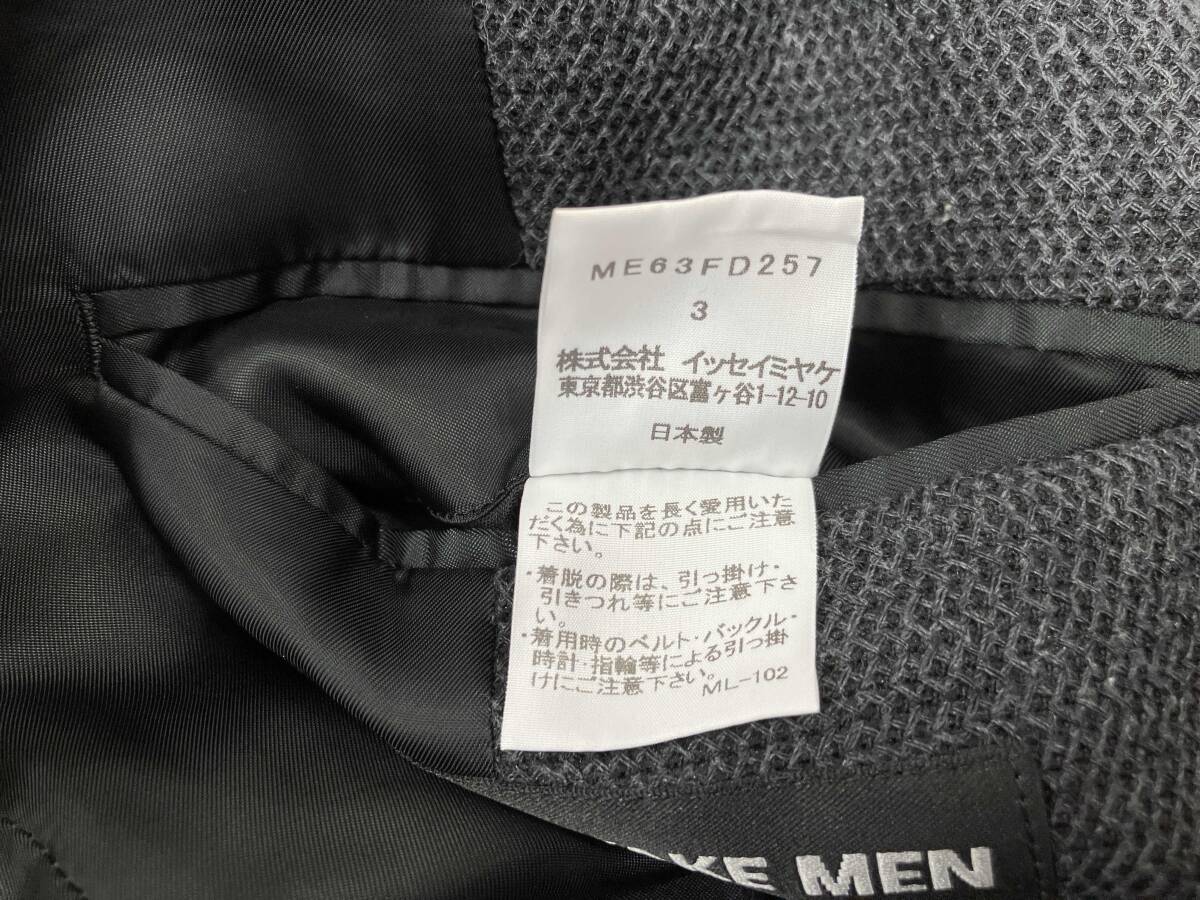 ME63FD257
3
株式会社 イッセイミヤケ
東京都渋谷区富ヶ谷1-12-10
日本製
この製品を長く愛用いた
だく為に下記の点にご注意
下さい。
・着脱の際は、引っ掛け・
引きつれ等にご注意下さ
い。
・着用時のベルト・バックル・
時計・指輪等による引っ掛
けにご注意下さい。 ML-102
MEN